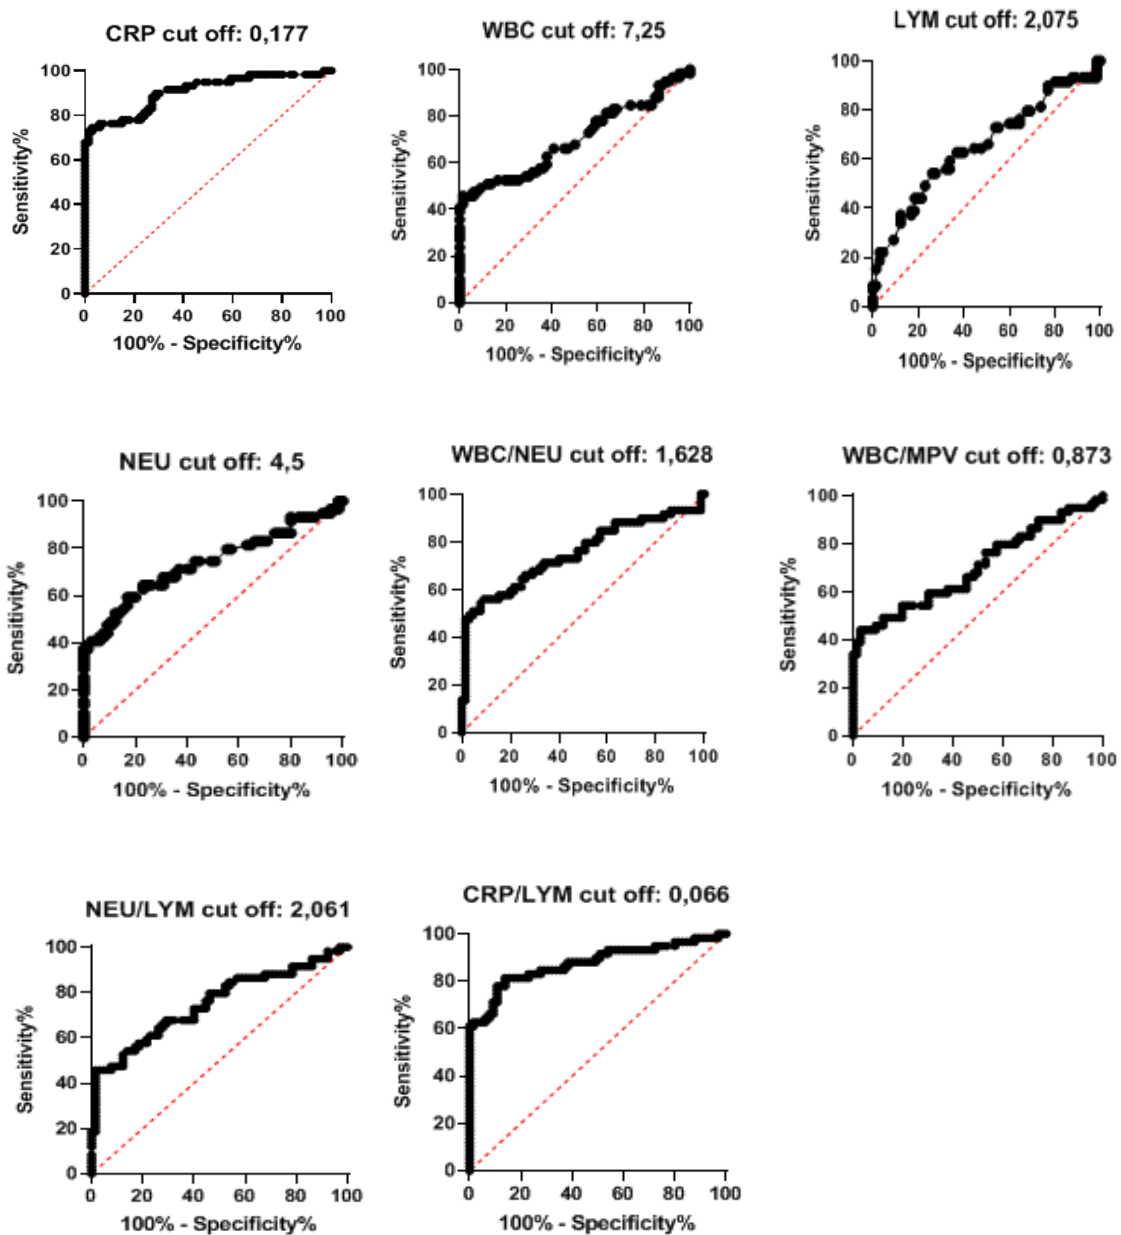 CRP cut off: 0,177
100
80
60
40
20
0
Sensitivity%
0 20 40 60 80 100
100% - Specificity%
WBC cut off: 7,25
100
80
60
40
20
0
Sensitivity%
0 20 40 60 80 100
100% - Specificity%
LYM cut off: 2,075
100
80
60
40
20
0
Sensitivity%
0 20 40 60 80 100
100% - Specificity%
NEU cut off: 4,5
100
80
60
40
20
0
Sensitivity%
0 20 40 60 80 100
100% - Specificity%
WBC/NEU cut off: 1,628
100
80
60
40
20
0
Sensitivity%
0 20 40 60 80 100
100% - Specificity%
WBC/MPV cut off: 0,873
100
80
60
40
20
0
Sensitivity%
0 20 40 60 80 100
100% - Specificity%
NEU/LYM cut off: 2,061
100
80
60
40
20
0
Sensitivity%
0 20 40 60 80 100
100% - Specificity%
CRP/LYM cut off: 0,066
100
80
60
40
20
0
Sensitivity%
0 20 40 60 80 100
100% - Specificity%